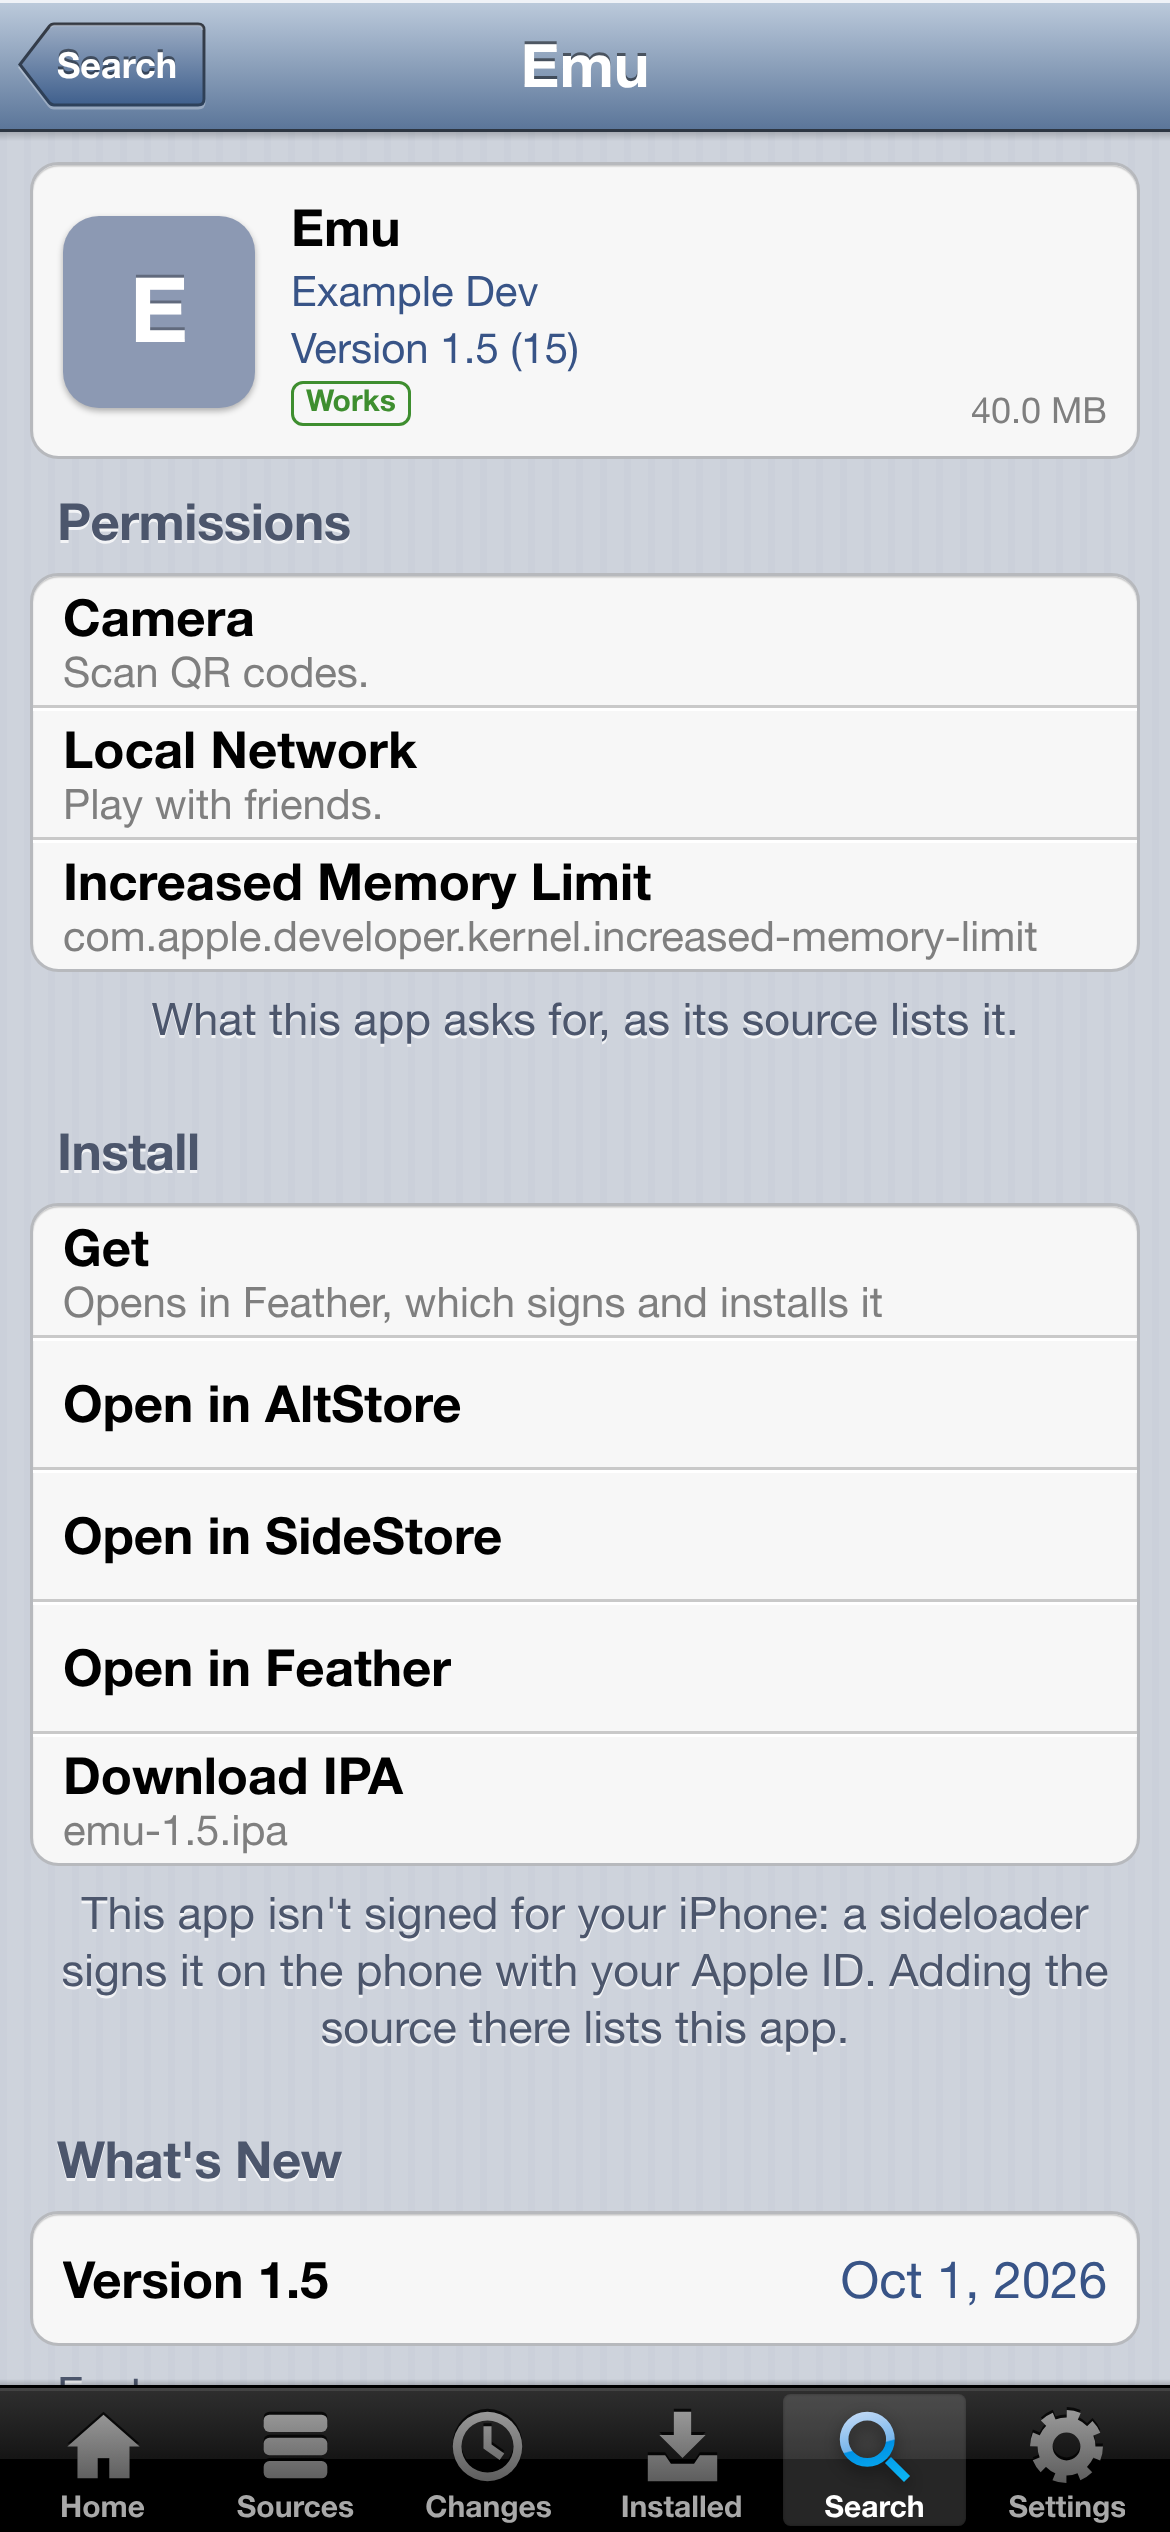 Search
Emu
E
Emu
Example Dev
Version 1.5 (15)
Works
40.0 MB
Permissions
Camera
Scan QR codes.
Local Network
Play with friends.
Increased Memory Limit
com.apple.developer.kernel.increased-memory-limit
What this app asks for, as its source lists it.
Install
Get
Opens in Feather, which signs and installs it
Open in AltStore
Open in SideStore
Open in Feather
Download IPA
emu-1.5.ipa
This app isn't signed for your iPhone: a sideloader
signs it on the phone with your Apple ID. Adding the
source there lists this app.
What's New
Version 1.5
Oct 1, 2026
Home
Sources
Changes
Installed
Search
Settings